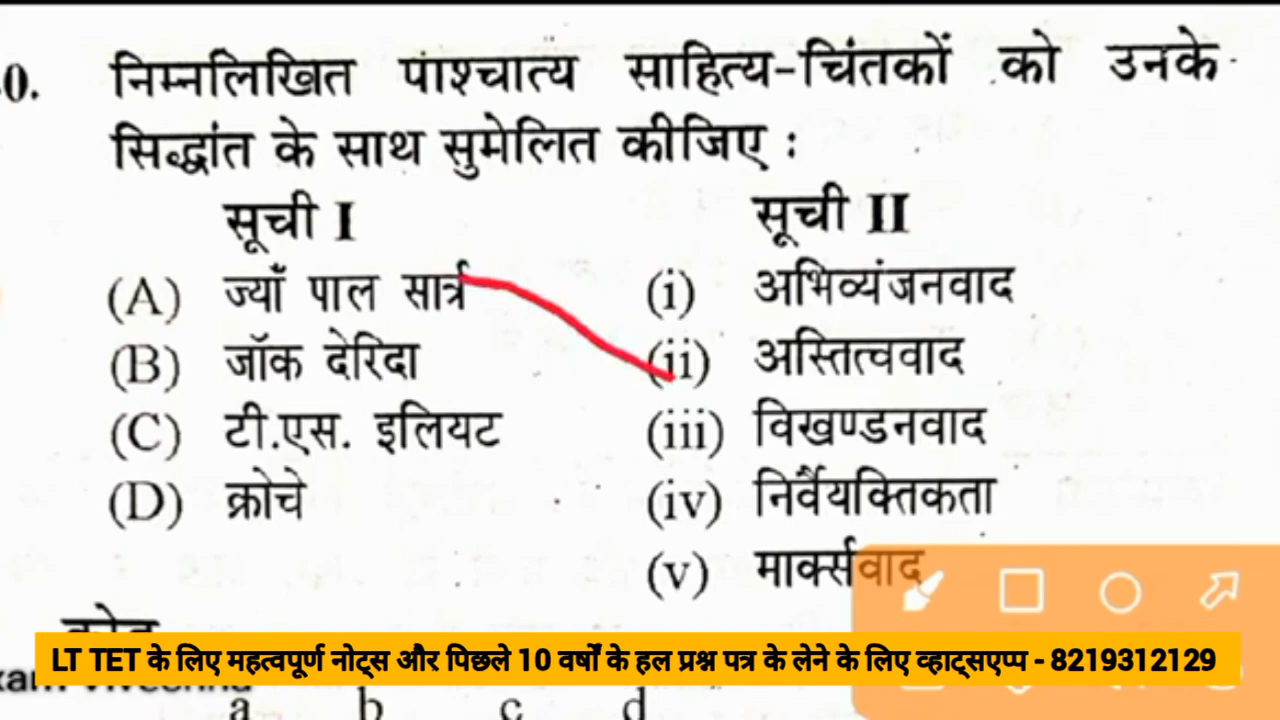 0. निम्नलिखित पाश्चात्य साहित्य-चिंतकों को उनके
सिद्धांत के साथ सुमेलित कीजिए :
सूची I सूची II
(A) ज्याँ पाल सार्त्र (i) अभिव्यंजनवाद
(B) जॉक देरिदा (ii) अस्तित्ववाद
(C) टी.एस. इलियट (iii) विखण्डनवाद
(D) क्रोचे (iv) निर्वैयक्तिकता
(v) मार्क्सवाद
LT TET के लिए महत्वपूर्ण नोट्स और पिछले 10 वर्षों के हल प्रश्न पत्र के लेने के लिए व्हाट्सएप्प - 8219312129
a b c d